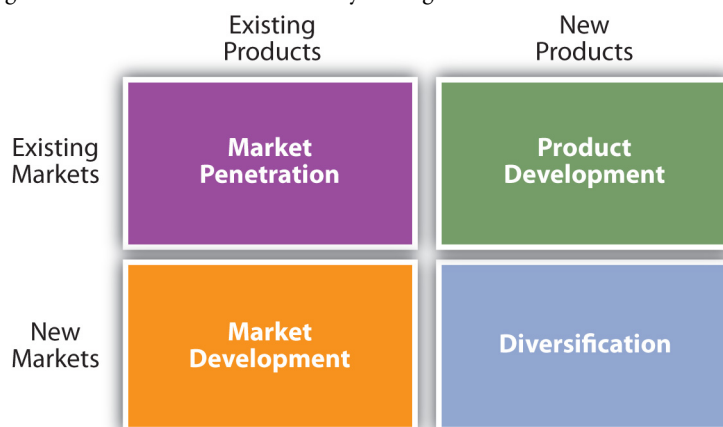 Existing
Products
New
Products
Existing
Markets
Market
Penetration
Product
Development
New
Markets
Market
Development
Diversification